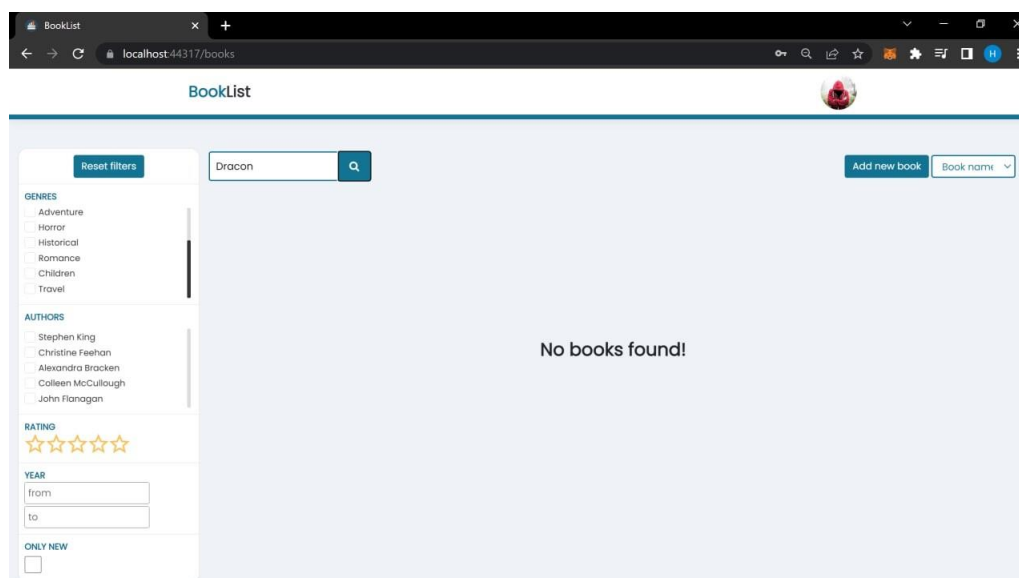 BookList
localhost:44317/books
H
BookList
Reset filters
Dracon
Add new book
Book name
GENRES
Adventure
Horror
Historical
Romance
Children
Travel
AUTHORS
Stephen King
Christine Feehan
Alexandra Bracken
Colleen McCullough
John Flanagan
No books found!
RATING
YEAR
from
to
ONLY NEW